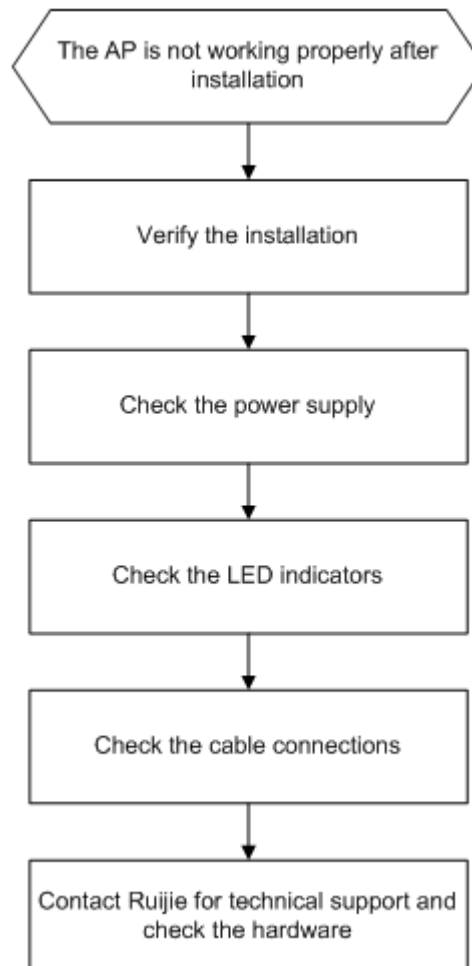 The AP is not working properly after
installation
Verify the installation
Check the power supply
Check the LED indicators
Check the cable connections
Contact Ruijie for technical support and
check the hardware